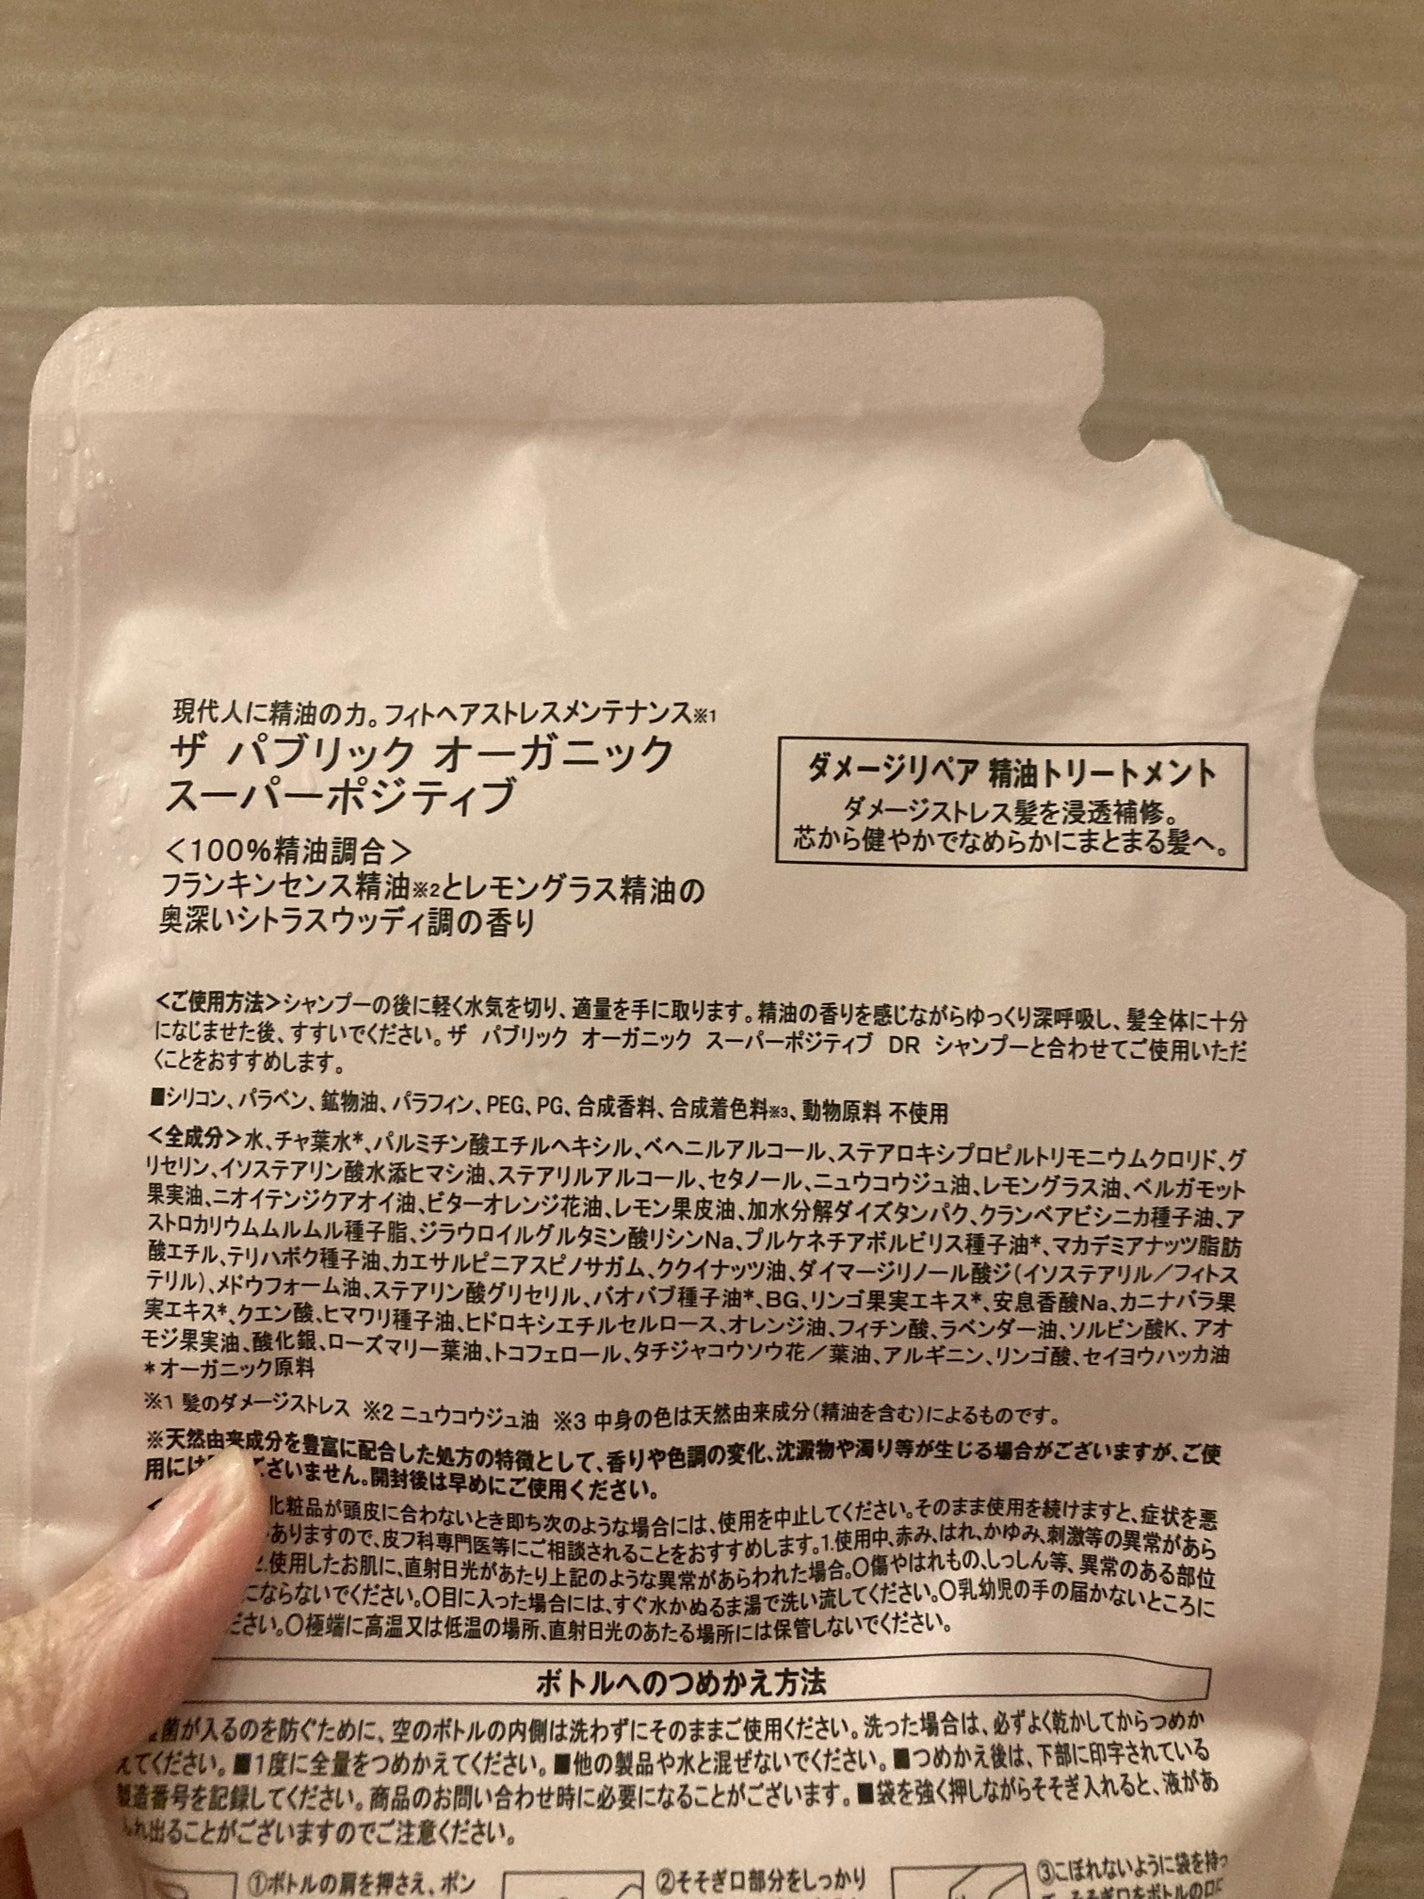 現代人に精油の力。フィトヘアストレスメンテナンス※1
ザ パブリック オーガニック
スーパーポジティブ
＜100%精油調合＞
フランキンセンス精油※2とレモングラス精油の
奥深いシトラスウッディ調の香り
ダメージリペア 精油トリートメント
ダメージストレス髪を浸透補修。
芯から健やかでなめらかにまとまる髪へ。
＜ご使用方法＞シャンプーの後に軽く水気を切り、適量を手に取ります。精油の香りを感じながらゆっくり深呼吸し、髪全体に十分
になじませた後、すすいでください。ザ パブリック オーガニック スーパーポジティブ DR シャンプーと合わせてご使用いただ
くことをおすすめします。
■シリコン、パラベン、鉱物油、パラフィン、PEG、PG、合成香料、合成着色料※3、動物原料 不使用
＜全成分＞水、チャ葉水*、パルミチン酸エチルヘキシル、ベヘニルアルコール、ステアロキシプロピルトリモニウムクロリド、グ
リセリン、イソステアリン酸水添ヒマシ油、ステアリルアルコール、セタノール、ニュウコウジュ油、レモングラス油、ベルガモット
果実油、ニオイテンジクアオイ油、ビターオレンジ花油、レモン果皮油、加水分解ダイズタンパク、クランベアビシニカ種子油、ア
ストロカリウムムルムル種子脂、ジラウロイルグルタミン酸リシンNa、プルケネチアボルビリス種子油*、マカデミアナッツ脂肪
酸エチル、テリハボク種子油、カエサルピニアスピノサガム、ククイナッツ油、ダイマージリノール酸ジ(イソステアリル／フィトス
テリル)、メドウフォーム油、ステアリン酸グリセリル、バオバブ種子油*、BG、リンゴ果実エキス*、安息香酸Na、カニナバラ果
実エキス*、クエン酸、ヒマワリ種子油、ヒドロキシエチルセルロース、オレンジ油、フィチン酸、ラベンダー油、ソルビン酸K、アオ
モジ果実油、酸化銀、ローズマリー葉油、トコフェロール、タチジャコウソウ花／葉油、アルギニン、リンゴ酸、セイヨウハッカ油
*オーガニック原料
※1 髪のダメージストレス ※2 ニュウコウジュ油 ※3 中身の色は天然由来成分(精油を含む)によるものです。
※天然由来成分を豊富に配合した処方の特徴として、香りや色調の変化、沈澱物や濁り等が生じる場合がございますが、ご使
用には ございません。開封後は早めにご使用ください。
化粧品が頭皮に合わないとき即ち次のような場合には、使用を中止してください。そのまま使用を続けますと、症状を悪
ありますので、皮フ科専門医等にご相談されることをおすすめします。1.使用中、赤み、はれ、かゆみ、刺激等の異常があら
2.使用したお肌に、直射日光があたり上記のような異常があらわれた場合。○傷やはれもの、しっしん等、異常のある部位
にならないでください。○目に入った場合には、すぐ水かぬるま湯で洗い流してください。○乳幼児の手の届かないところに
ださい。○極端に高温又は低温の場所、直射日光のあたる場所には保管しないでください。
ボトルへのつめかえ方法
菌が入るのを防ぐために、空のボトルの内側は洗わずにそのままご使用ください。洗った場合は、必ずよく乾かしてからつめか
えてください。■1度に全量をつめかえてください。■他の製品や水と混ぜないでください。■つめかえ後は、下部に印字されている
製造番号を記録してください。商品のお問い合わせ時に必要になることがございます。■袋を強く押しながらそそぎ入れると、液があ
ふれ出ることがございますのでご注意ください。
①ボトルの肩を押さえ、ポン
②そそぎ口部分をしっかり
③こぼれないように袋を持っ
て、そそぎ口をボトルの口に